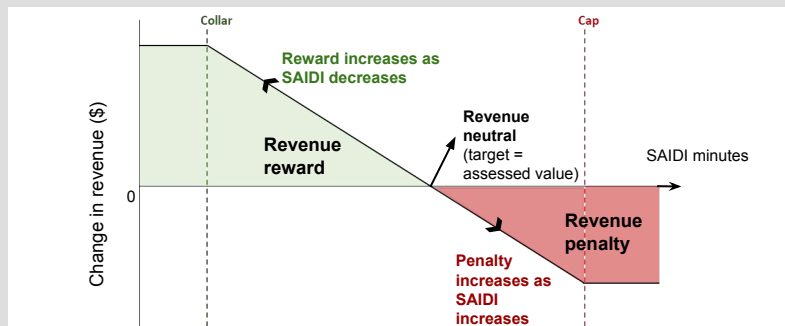 Collar
Cap
Reward increases as
SAIDI decreases
Revenue
neutral
(target =
assessed value)
Revenue
reward
SAIDI minutes
0
Change in revenue ($)
Revenue
penalty
Penalty
increases as
SAIDI
increases